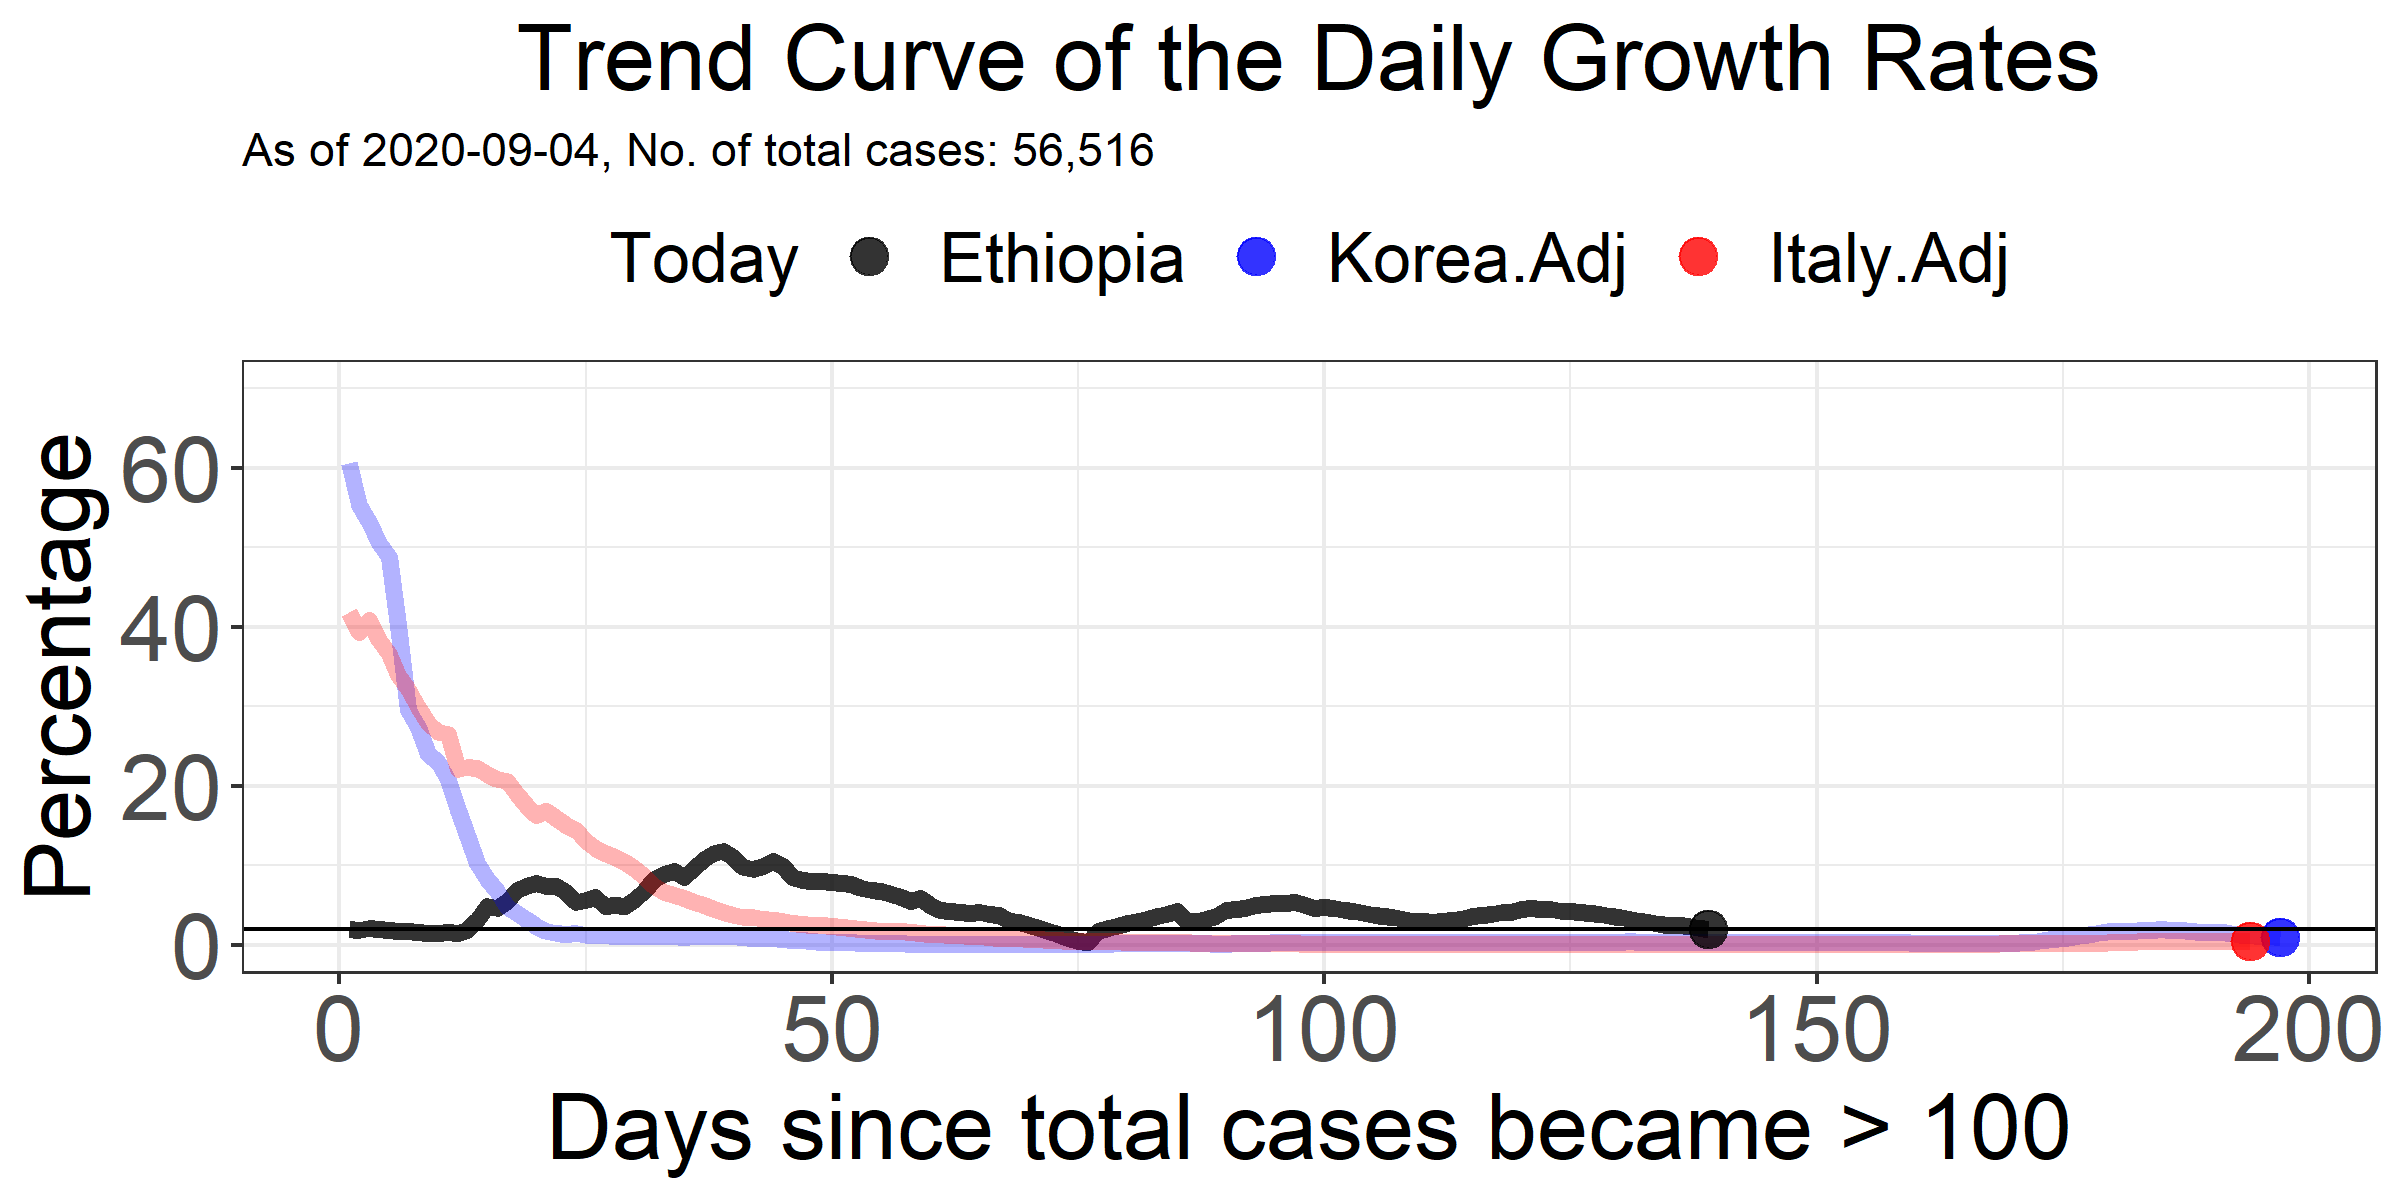 Trend Curve of the Daily Growth Rates
As of 2020-09-04, No. of total cases: 56,516
Today Ethiopia Korea.Adj Italy.Adj
Percentage
60
40
20
0
0 50 100 150 200
Days since total cases became > 100